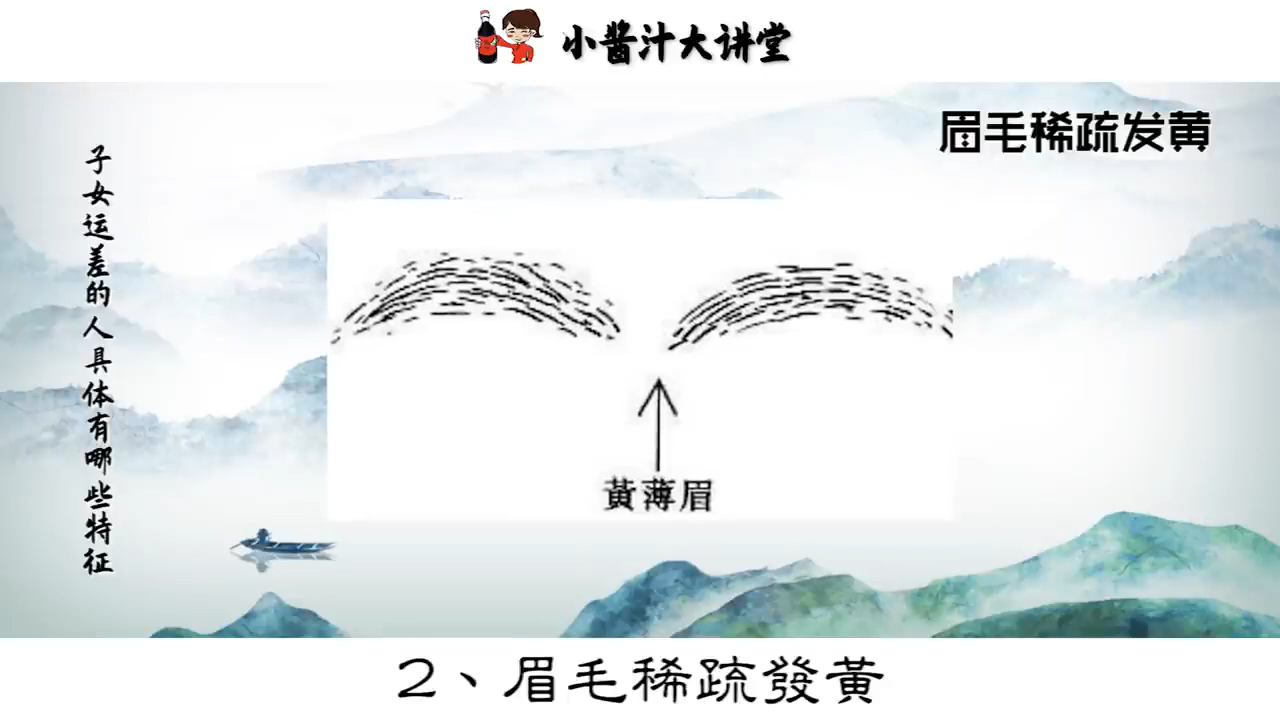 小酱汁大讲堂
眉毛稀疏发黄
子女运差的人具体有哪些特征
黃薄眉
2、眉毛稀疏發黃